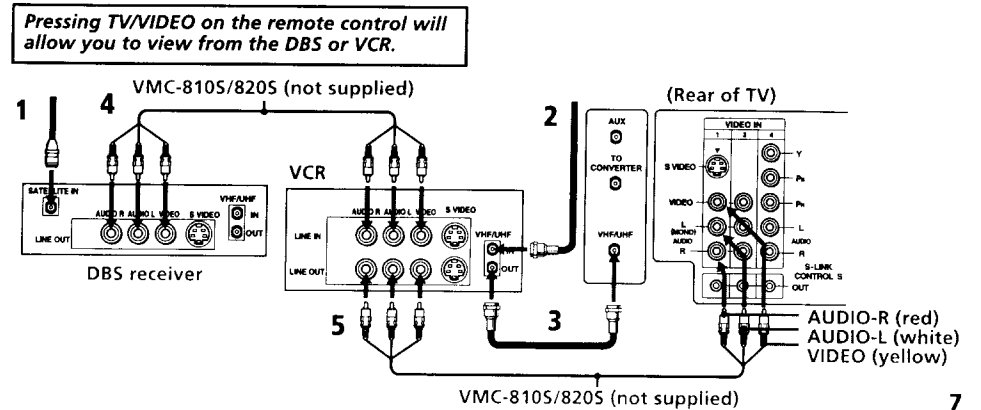 Pressing TV/VIDEO on the remote control will
allow you to view from the DBS or VCR.
VMC-810S/820S (not supplied)
1
4
2
(Rear of TV)
AUX
TO
CONVERTER
VHF/UHF
VIDEO IN
1 3 4
S VIDEO
VIDEO
L
(MONO)
AUDIO
R
Y
PR
L
AUDIO
R
S-LINK
CONTROL S
OUT
VCR
SATELLITE IN
AUDIO R AUDIO L VIDEO S VIDEO
VHF/UHF
IN
OUT
LINE OUT
DBS receiver
AUDIO R AUDIO L VIDEO S VIDEO
LINE IN
VHF/UHF
IN
OUT
LINE OUT
5
3
AUDIO-R (red)
AUDIO-L (white)
VIDEO (yellow)
VMC-810S/820S (not supplied)
7